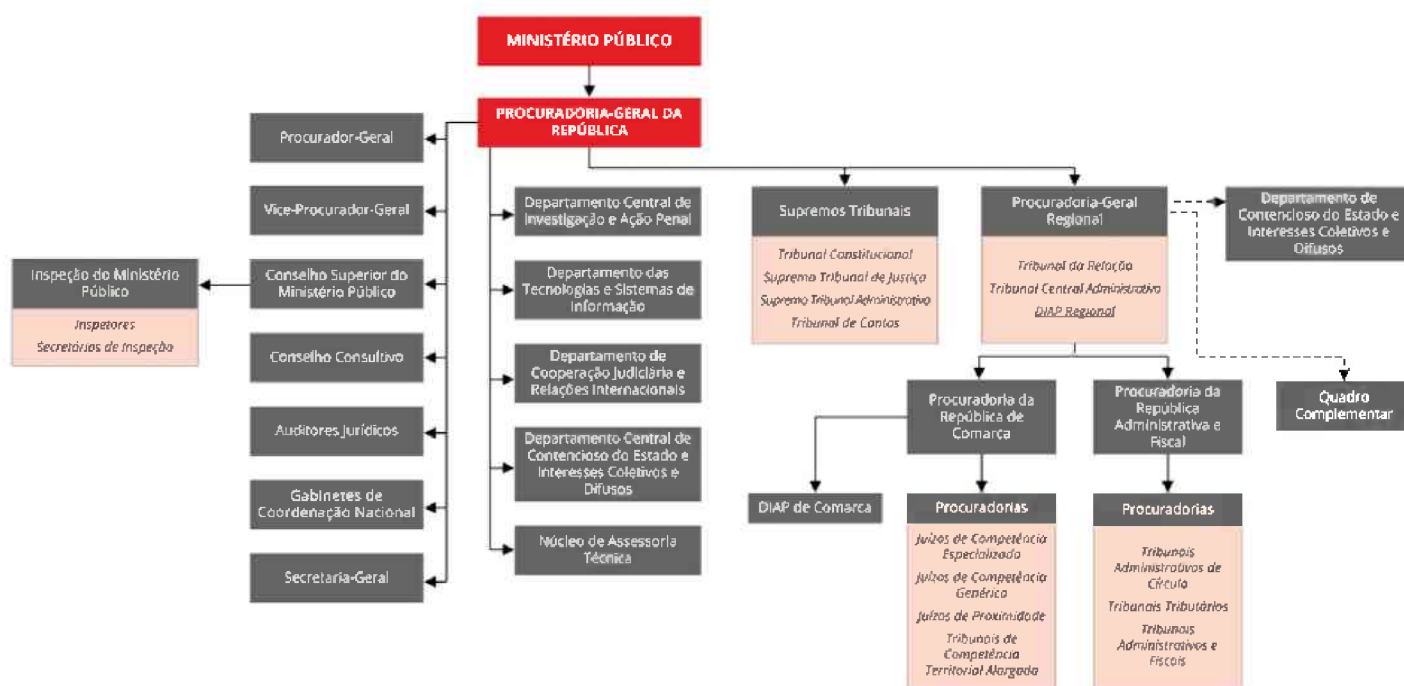 MINISTÉRIO PÚBLICO
PROCURADORIA-GERAL DA
REPÚBLICA
Procurador-Geral
Vice-Procurador-Geral
Inspeção do Ministério
Público
Inspetores
Secretários de Inspeção
Conselho Superior do
Ministério Público
Conselho Consultivo
Auditores Jurídicos
Gabinetes de
Coordenação Nacional
Secretaria-Geral
Departamento Central de
Investigação e Ação Penal
Departamento das
Tecnologias e Sistemas de
Informação
Departamento de
Cooperação Judiciária e
Relações Internacionais
Departamento Central de
Contencioso do Estado e
Interesses Coletivos e
Difusos
Núcleo de Assessoria
Técnica
Supremos Tribunais
Tribunal Constitucional
Supremo Tribunal de Justiça
Supremo Tribunal Administrativo
Tribunal de Contas
Procuradoria-Geral
Regional
Tribunal da Relação
Tribunal Central Administrativo
DIAP Regional
Departamento de
Contencioso do Estado e
Interesses Coletivos e
Difusos
Quadro
Complementar
Procuradoria da
República de
Comarca
Procuradoria da
República
Administrativa e
Fiscal
DIAP de Comarca
Procuradorias
Juízos de Competência
Especializada
Juízos de Competência
Genérica
Juízos de Proximidade
Tribunais de
Competência
Territorial Alargada
Procuradorias
Tribunais
Administrativos de
Círculo
Tribunais Tributários
Tribunais
Administrativos e
Fiscais